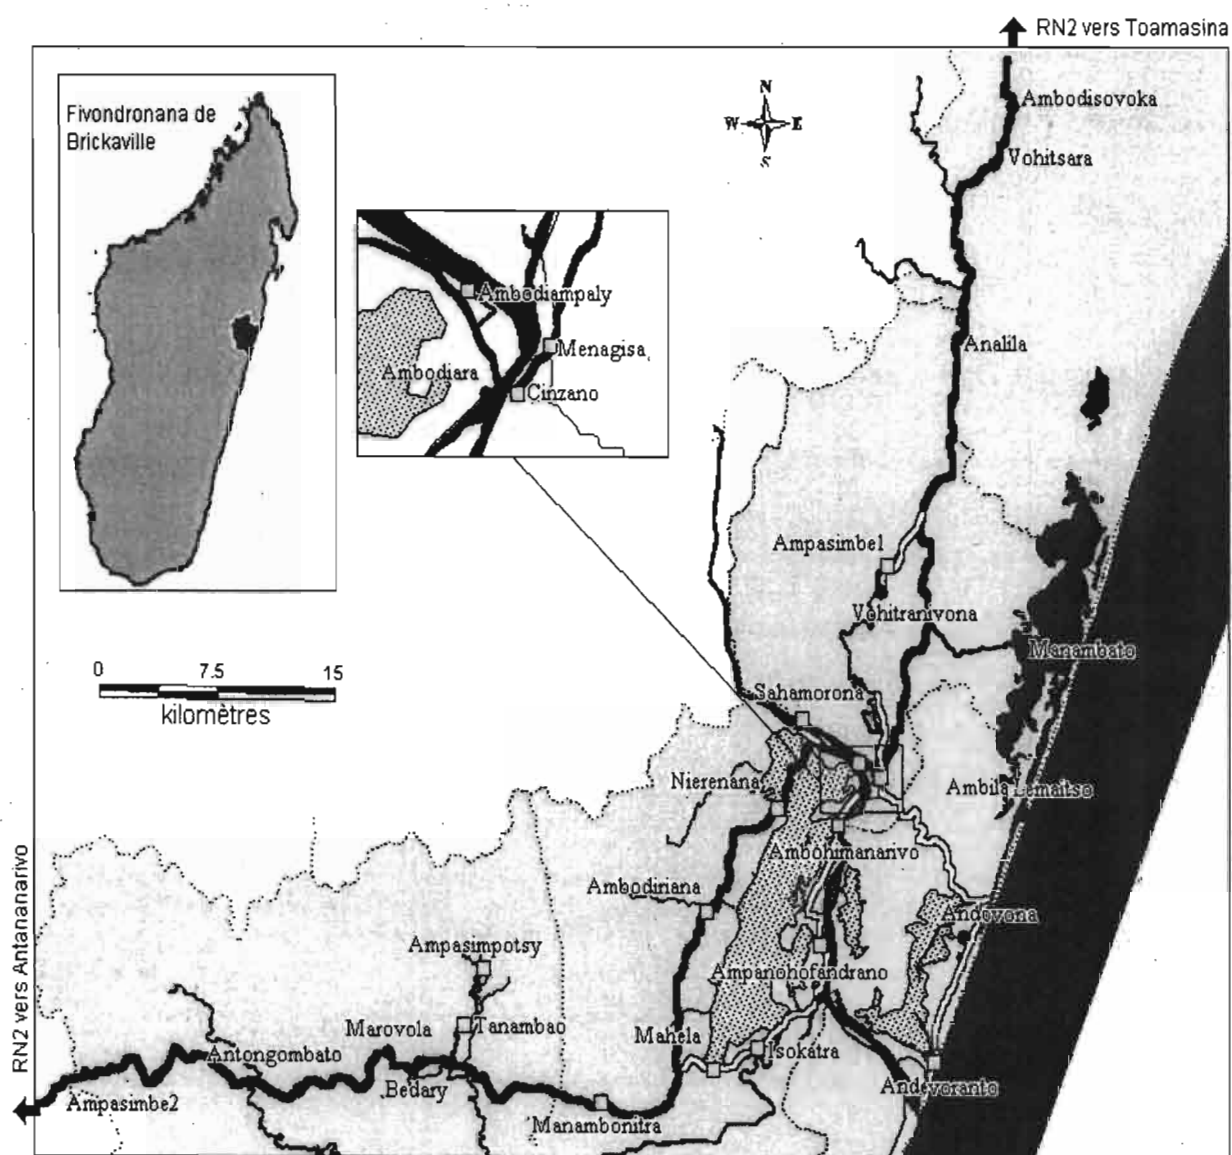 RN2 vers Toamasina
Fivondronana de
Brickaville
N
W E
S
Ambodisovoka
Vohitsara
Ambodiampaly
Menagisa
Ambodiara
Cinzano
Analila
Ampasimbe1
Vohitranivona
Manambato
0 7.5 15
kilomètres
Sahamorona
Nierenana
Ambila Lemaitso
Ambohimananvo
Ambodiriana
Andovona
Ampasimpotsy
Ampanohofandrano
RN2 vers Antananarivo
Marovola
Tanambao
Mahela
Isokatra
Antongombato
Bedary
Andevoranto
Ampasimbe2
Manambonitra